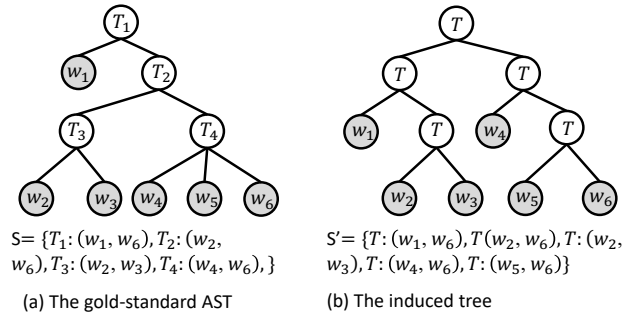 T₁
T
w₁
T₂
T
T
T₃
T₄
w₁
T
w₄
T
w₂
w₃
w₄
w₅
w₆
w₂
w₃
w₅
w₆
S= {T₁: (w₁, w₆), T₂: (w₂,
w₆), T₃: (w₂, w₃), T₄: (w₄, w₆), }
S'= {T: (w₁, w₆), T(w₂, w₆), T: (w₂,
w₃), T: (w₄, w₆), T: (w₅, w₆)}
(a) The gold-standard AST
(b) The induced tree